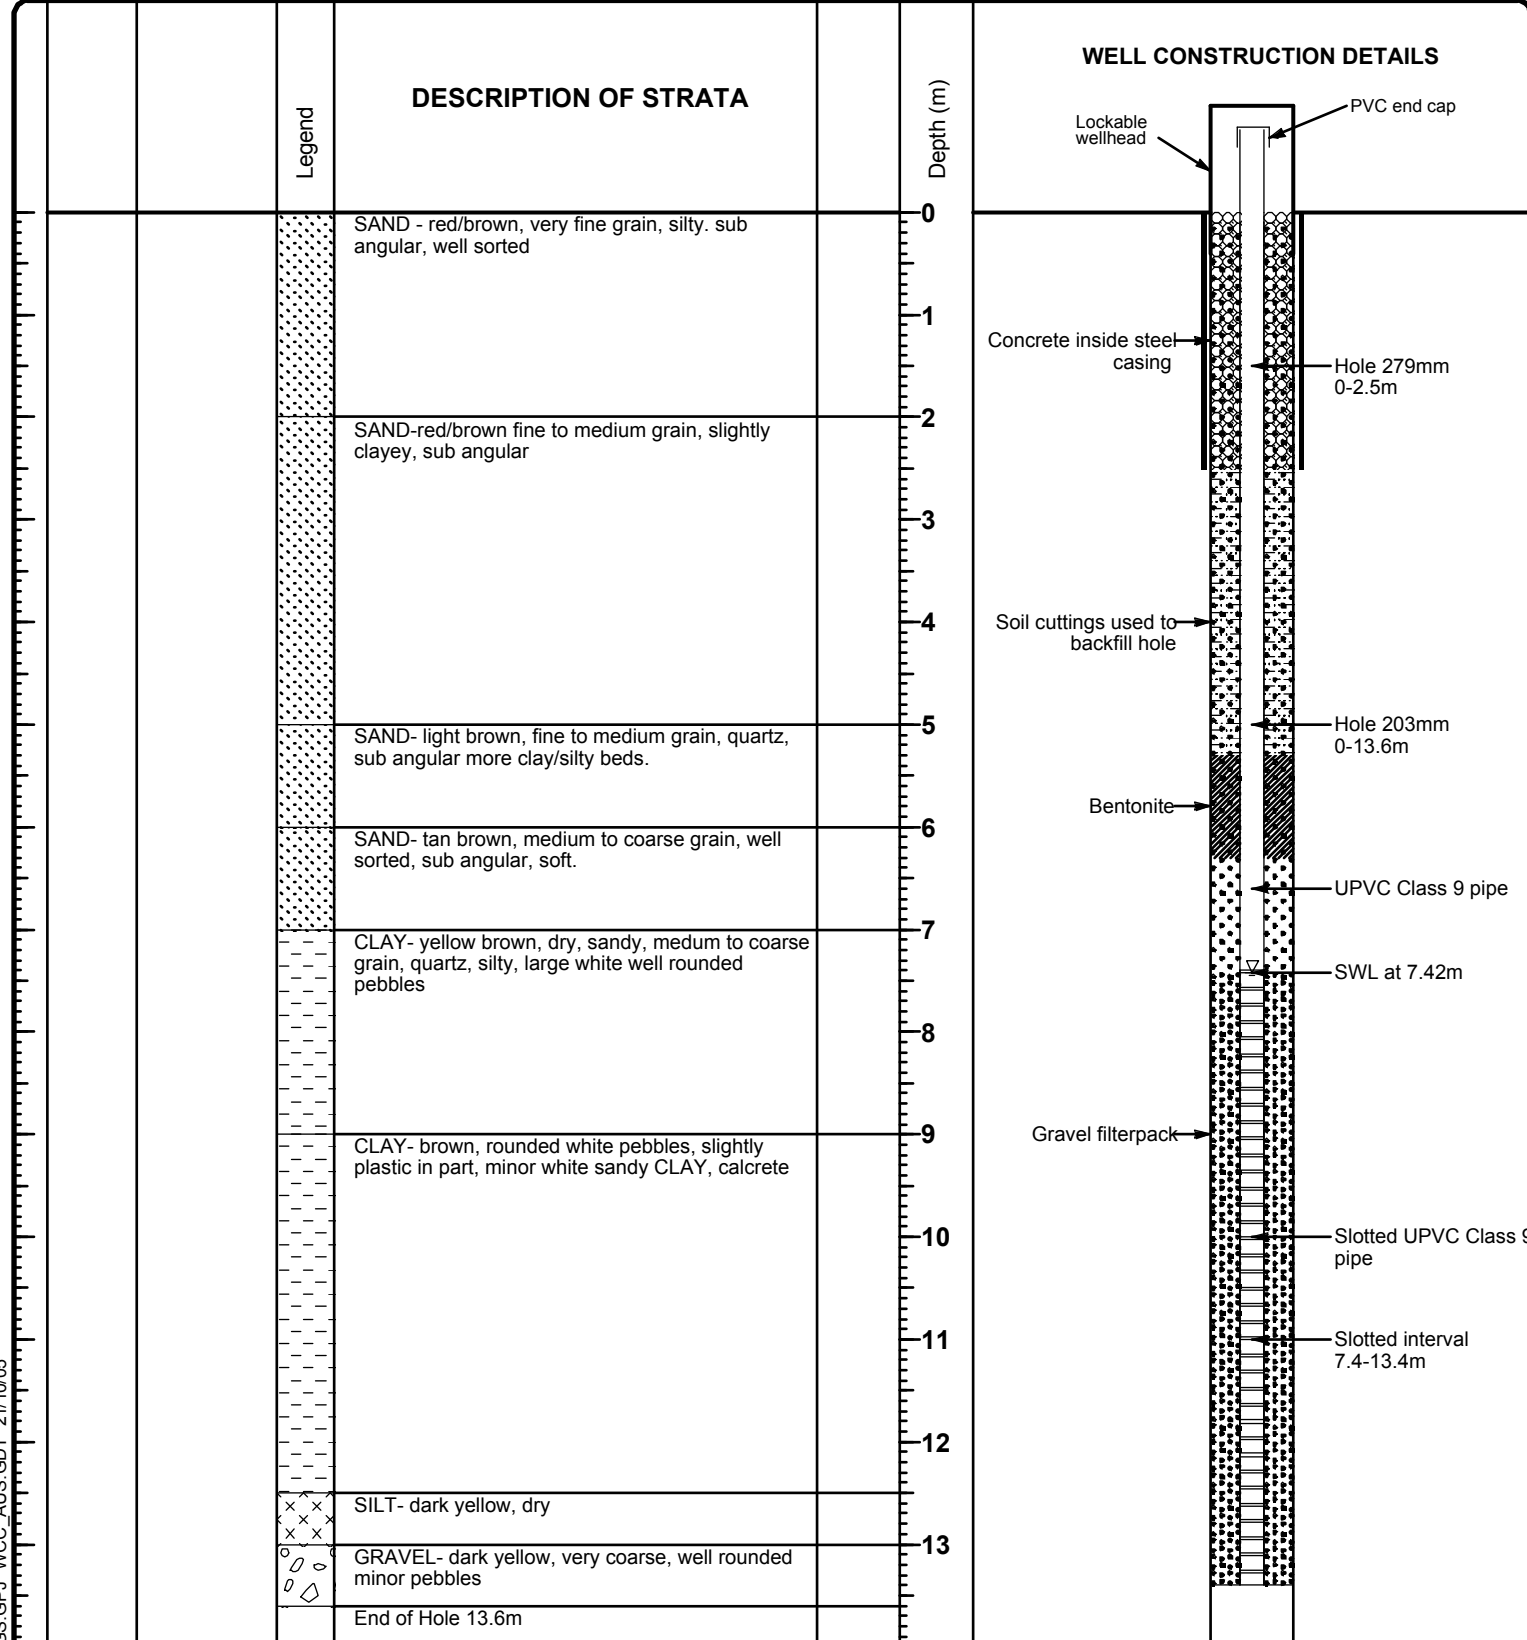 WELL CONSTRUCTION DETAILS
DESCRIPTION OF STRATA
Legend
Depth (m)
Lockable
wellhead
PVC end cap
0
SAND - red/brown, very fine grain, silty. sub
angular, well sorted
1
Concrete inside steel
casing
Hole 279mm
0-2.5m
2
SAND-red/brown fine to medium grain, slightly
clayey, sub angular
3
4
Soil cuttings used to
backfill hole
5
SAND- light brown, fine to medium grain, quartz,
sub angular more clay/silty beds.
Hole 203mm
0-13.6m
Bentonite
6
SAND- tan brown, medium to coarse grain, well
sorted, sub angular, soft.
UPVC Class 9 pipe
7
CLAY- yellow brown, dry, sandy, medum to coarse
grain, quartz, silty, large white well rounded
pebbles
SWL at 7.42m
8
9
CLAY- brown, rounded white pebbles, slightly
plastic in part, minor white sandy CLAY, calcrete
Gravel filterpack
10
Slotted UPVC Class 9
pipe
11
Slotted interval
7.4-13.4m
12
SILT- dark yellow, dry
13
GRAVEL- dark yellow, very coarse, well rounded
minor pebbles
End of Hole 13.6m